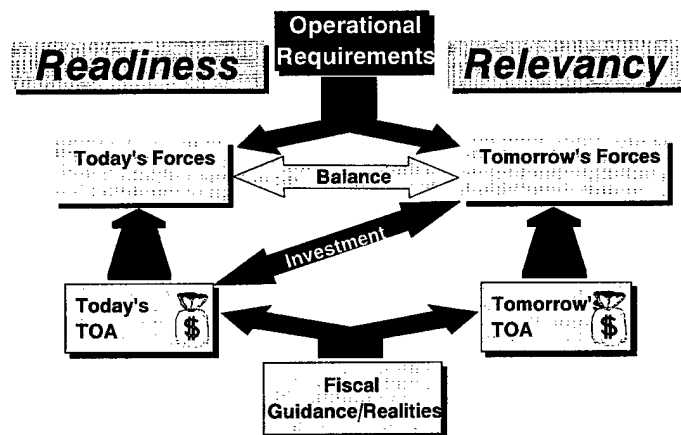 Operational
Requirements
Readiness
Relevancy
Today's Forces
Balance
Tomorrow's Forces
Investment
Today's
TOA
$
Tomorrow'
TOA
$
Fiscal
Guidance/Realities